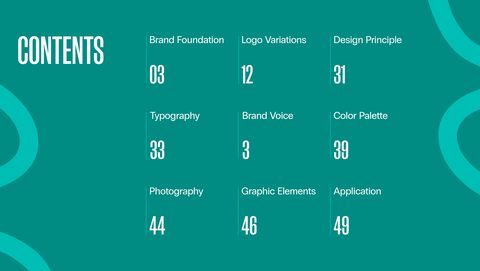 CONTENTS
Brand Foundation
03
Logo Variations
12
Design Principle
31
Typography
33
Brand Voice
3
Color Palette
39
Photography
44
Graphic Elements
46
Application
49